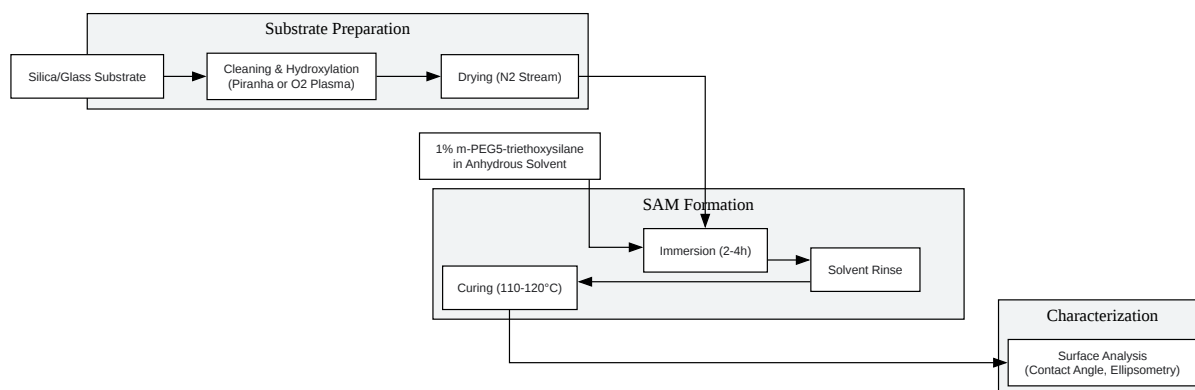 Substrate Preparation
Silica/Glass Substrate
Cleaning & Hydroxylation
(Piranha or O2 Plasma)
Drying (N2 Stream)
1% m-PEG5-triethoxysilane
in Anhydrous Solvent
SAM Formation
Immersion (2-4h)
Solvent Rinse
Curing (110-120°C)
Characterization
Surface Analysis
(Contact Angle, Ellipsometry)